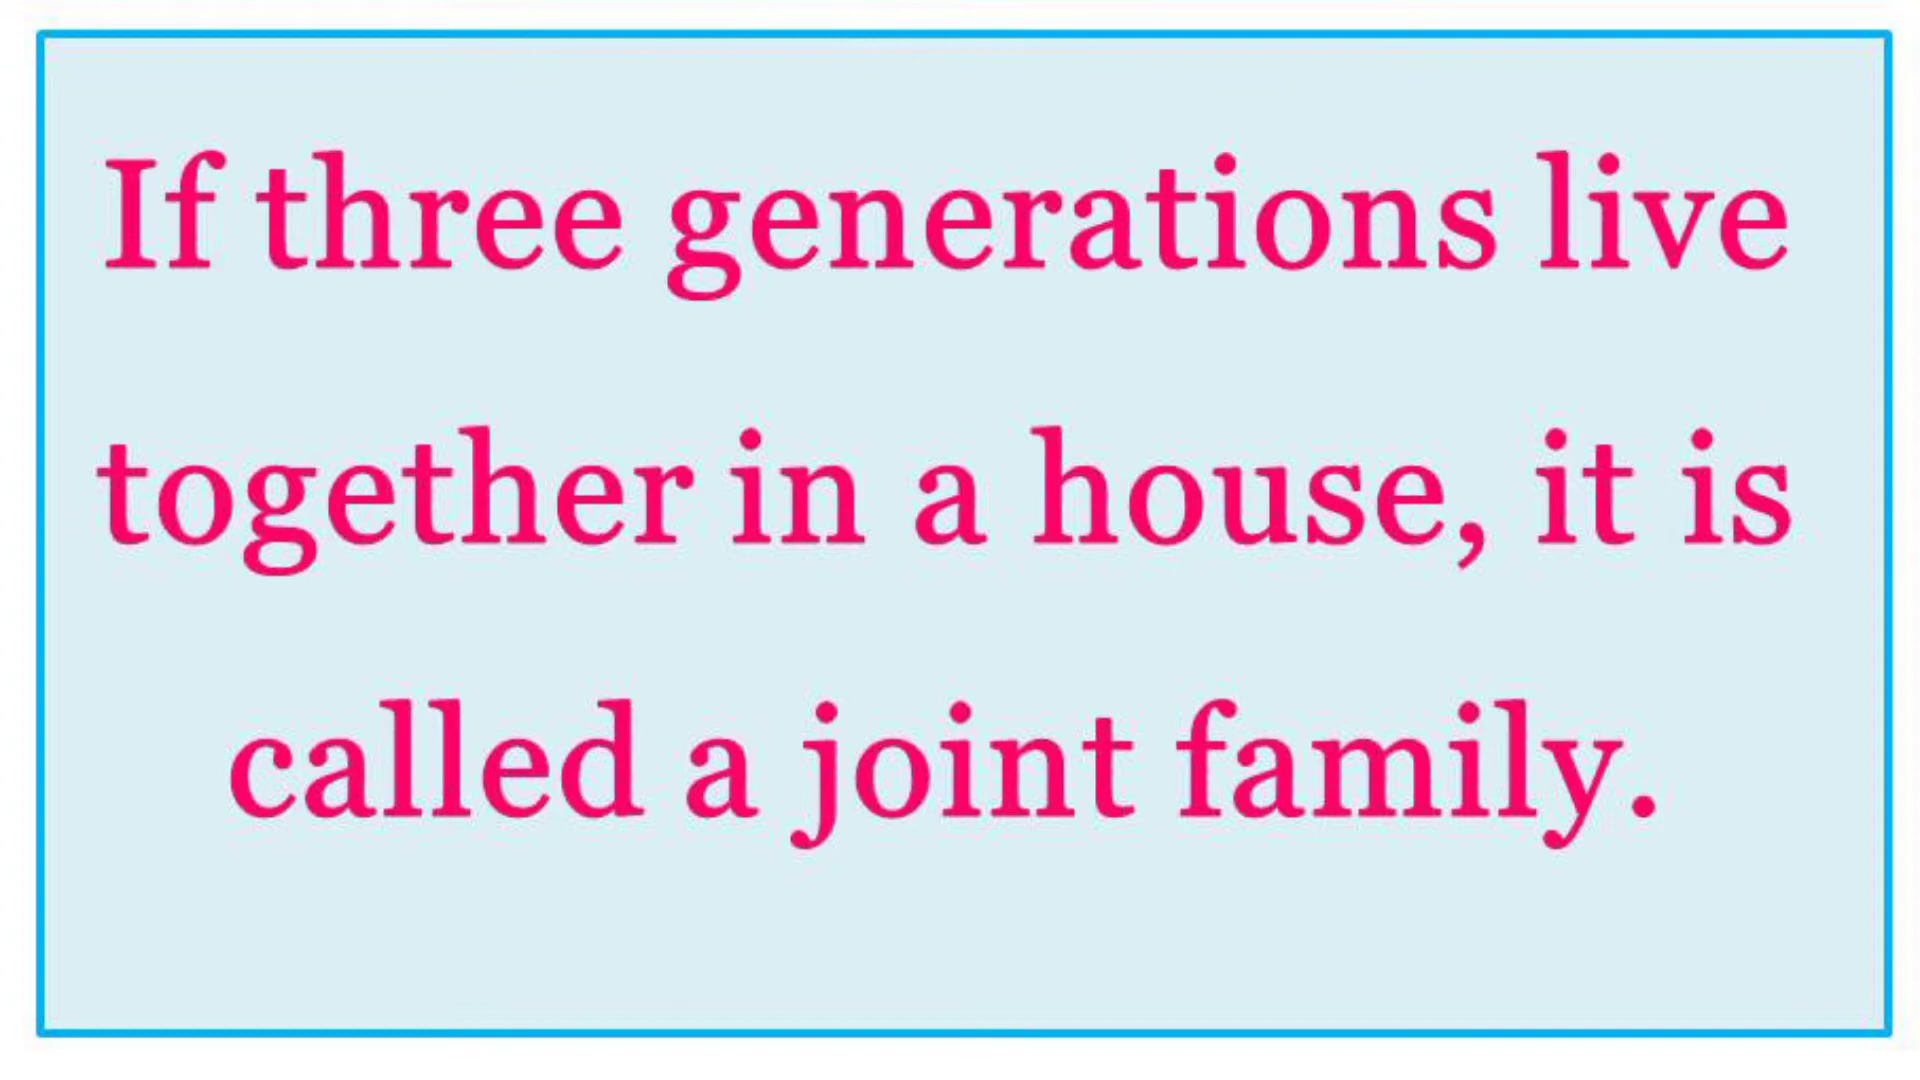 If three generations live
together in a house, it is
called a joint family.